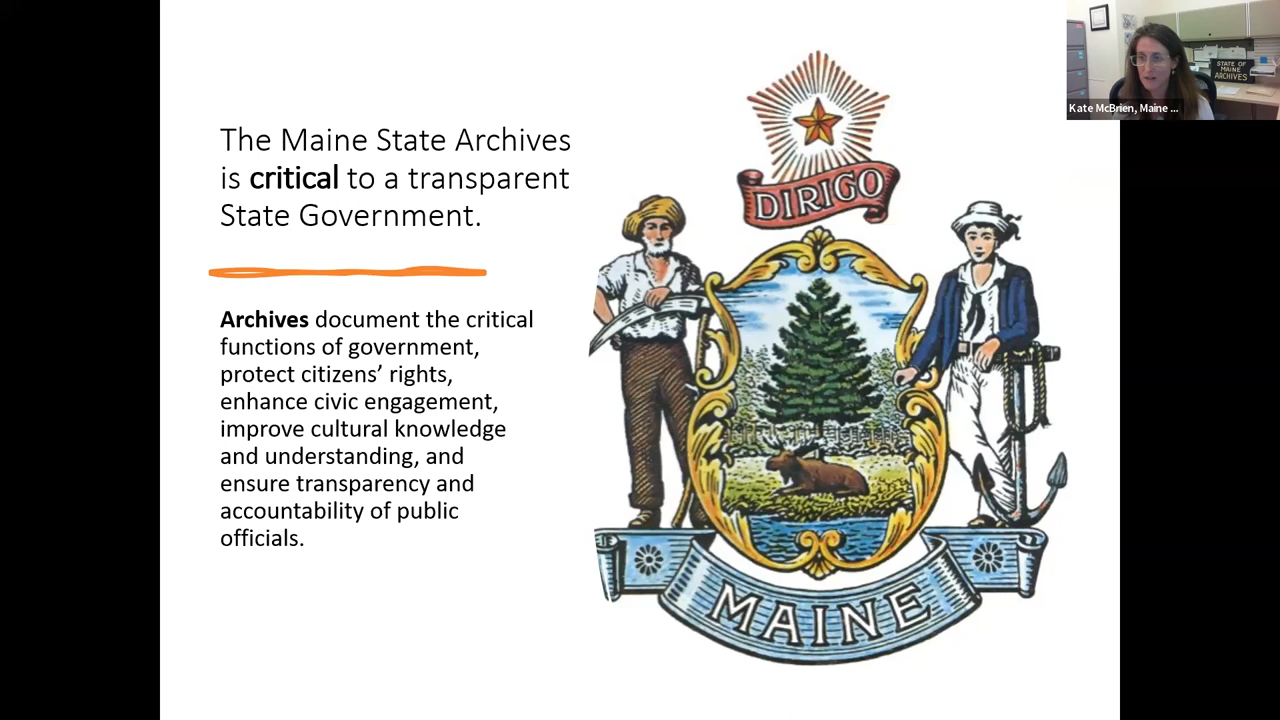 The Maine State Archives
is critical to a transparent
State Government.
Archives document the critical
functions of government,
protect citizens’ rights,
enhance civic engagement,
improve cultural knowledge
and understanding, and
ensure transparency and
accountability of public
officials.
DIRIGO
MAINE
STATE OF
MAINE
ARCHIVES
Kate McBrien, Maine ...